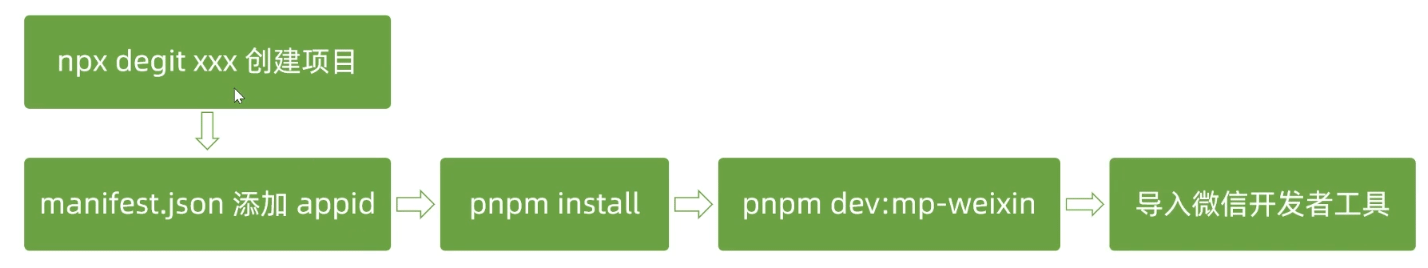 npx degit xxx 创建项目
manifest.json 添加 appid
pnpm install
pnpm dev:mp-weixin
导入微信开发者工具